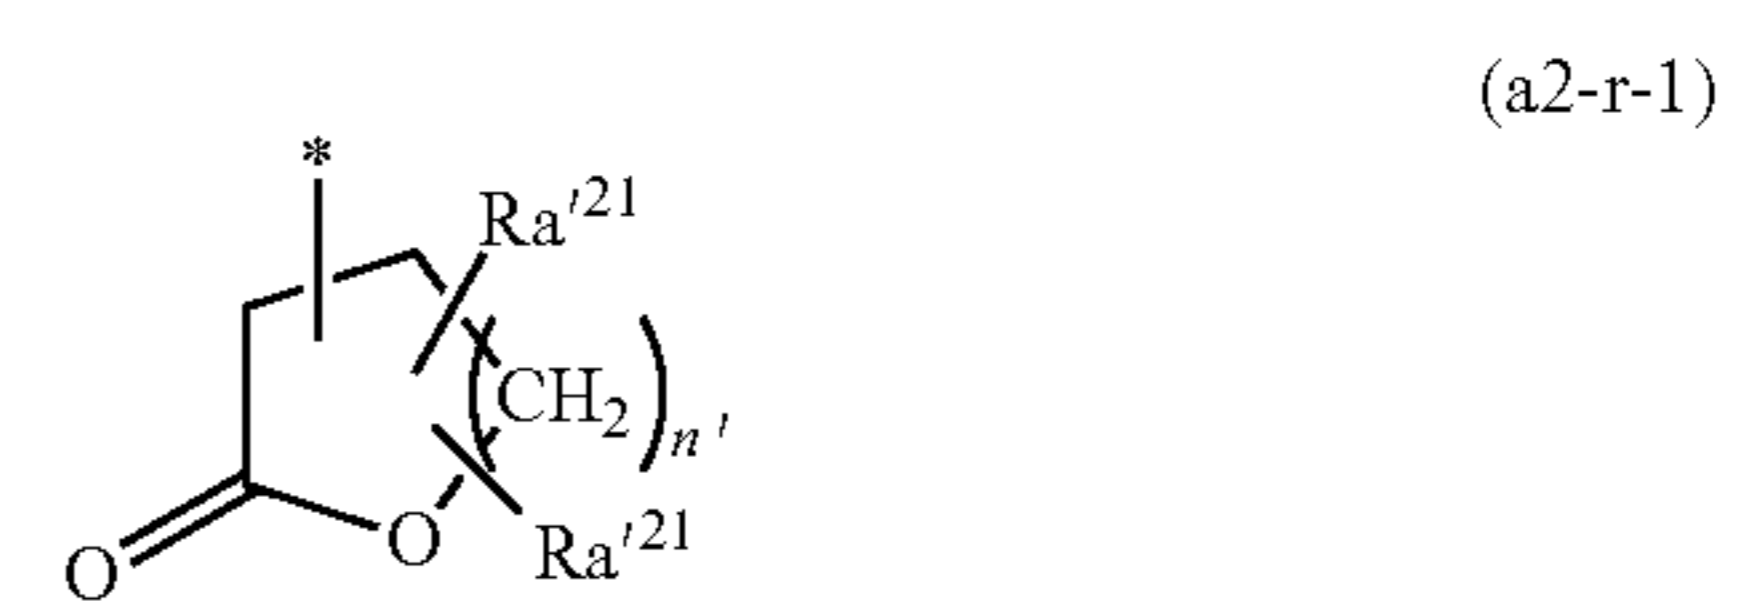 (a2-r-1)
*
Ra'21
(CH2)n'
O
O
Ra'21